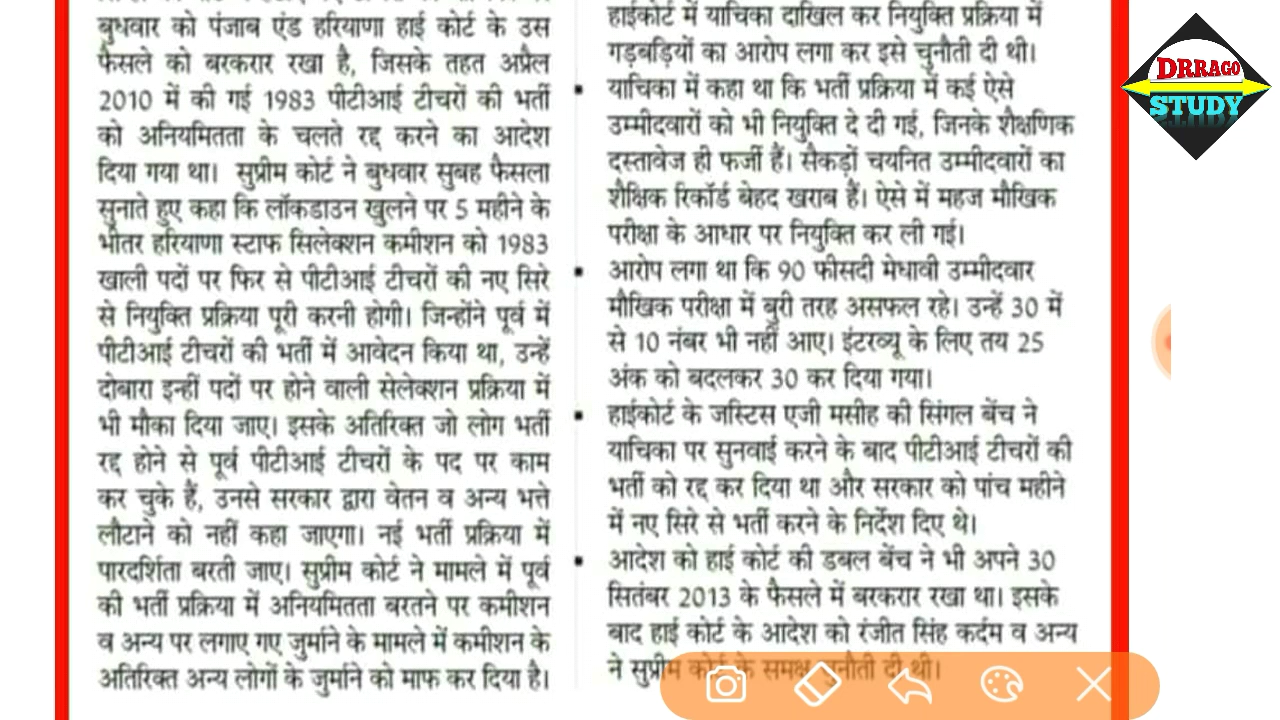 बुधवार को पंजाब एंड हरियाणा हाई कोर्ट के उस
फैसले को बरकरार रखा है, जिसके तहत अप्रैल
2010 में की गई 1983 पीटीआई टीचरों की भर्ती
को अनियमितता के चलते रद्द करने का आदेश
दिया गया था। सुप्रीम कोर्ट ने बुधवार सुबह फैसला
सुनाते हुए कहा कि लॉकडाउन खुलने पर 5 महीने के
भीतर हरियाणा स्टाफ सिलेक्शन कमीशन को 1983
खाली पदों पर फिर से पीटीआई टीचरों की नए सिरे
से नियुक्ति प्रक्रिया पूरी करनी होगी। जिन्होंने पूर्व में
पीटीआई टीचरों की भर्ती में आवेदन किया था, उन्हें
दोबारा इन्हीं पदों पर होने वाली सेलेक्शन प्रक्रिया में
भी मौका दिया जाए। इसके अतिरिक्त जो लोग भर्ती
रद्द होने से पूर्व पीटीआई टीचरों के पद पर काम
कर चुके हैं, उनसे सरकार द्वारा वेतन व अन्य भत्ते
लौटाने को नहीं कहा जाएगा। नई भर्ती प्रक्रिया में
पारदर्शिता बरती जाए। सुप्रीम कोर्ट ने मामले में पूर्व
की भर्ती प्रक्रिया में अनियमितता बरतने पर कमीशन
व अन्य पर लगाए गए जुर्माने के मामले में कमीशन के
अतिरिक्त अन्य लोगों के जुर्माने को माफ कर दिया है।
हाईकोर्ट में याचिका दाखिल कर नियुक्ति प्रक्रिया में
गड़बड़ियों का आरोप लगा कर इसे चुनौती दी थी।
▪ याचिका में कहा था कि भर्ती प्रक्रिया में कई ऐसे
उम्मीदवारों को भी नियुक्ति दे दी गई, जिनके शैक्षणिक
दस्तावेज ही फर्जी हैं। सैकड़ों चयनित उम्मीदवारों का
शैक्षिक रिकॉर्ड बेहद खराब हैं। ऐसे में महज मौखिक
परीक्षा के आधार पर नियुक्ति कर ली गई।
▪ आरोप लगा था कि 90 फीसदी मेधावी उम्मीदवार
मौखिक परीक्षा में बुरी तरह असफल रहे। उन्हें 30 में
से 10 नंबर भी नहीं आए। इंटरव्यू के लिए तय 25
अंक को बदलकर 30 कर दिया गया।
▪ हाईकोर्ट के जस्टिस एजी मसीह की सिंगल बेंच ने
याचिका पर सुनवाई करने के बाद पीटीआई टीचरों की
भर्ती को रद्द कर दिया था और सरकार को पांच महीने
में नए सिरे से भर्ती करने के निर्देश दिए थे।
▪ आदेश को हाई कोर्ट की डबल बेंच ने भी अपने 30
सितंबर 2013 के फैसले में बरकरार रखा था। इसके
बाद हाई कोर्ट के आदेश को रंजीत सिंह कर्दम व अन्य
ने सुप्रीम कोर्ट के समक्ष चुनौती दी थी।
DRRAGO
STUDY